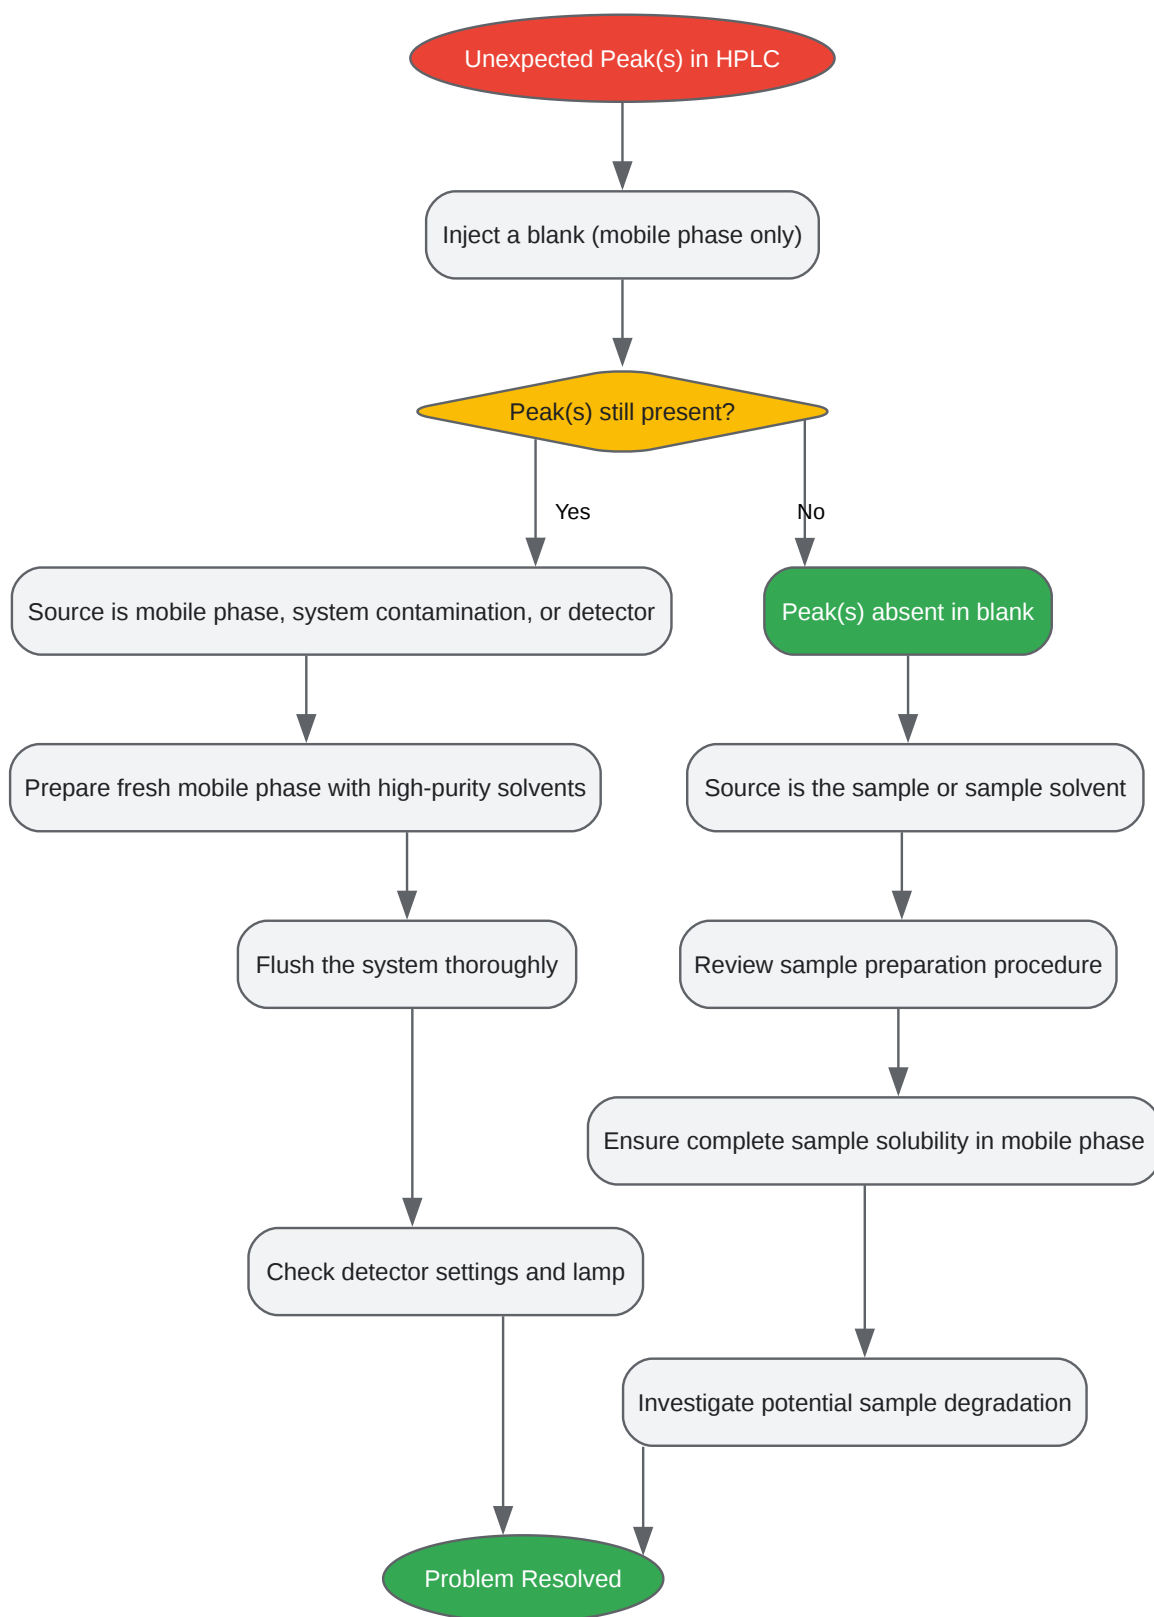 Unexpected Peak(s) in HPLC
Inject a blank (mobile phase only)
Peak(s) still present?
Yes
No
Source is mobile phase, system contamination, or detector
Peak(s) absent in blank
Prepare fresh mobile phase with high-purity solvents
Source is the sample or sample solvent
Flush the system thoroughly
Review sample preparation procedure
Ensure complete sample solubility in mobile phase
Check detector settings and lamp
Investigate potential sample degradation
Problem Resolved